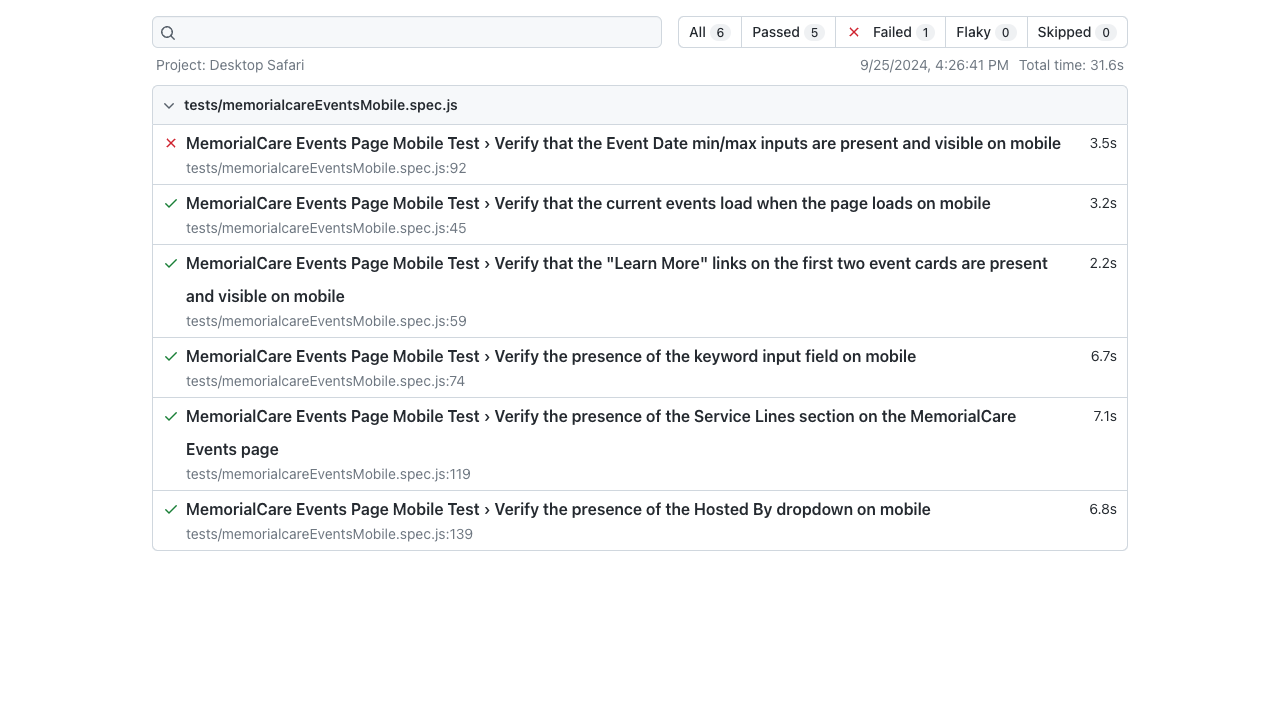 All 6 Passed 5 Failed 1 Flaky 0 Skipped 0
Project: Desktop Safari 9/25/2024, 4:26:41 PM Total time: 31.6s
tests/memorialcareEventsMobile.spec.js
MemorialCare Events Page Mobile Test › Verify that the Event Date min/max inputs are present and visible on mobile 3.5s
tests/memorialcareEventsMobile.spec.js:92
MemorialCare Events Page Mobile Test › Verify that the current events load when the page loads on mobile 3.2s
tests/memorialcareEventsMobile.spec.js:45
MemorialCare Events Page Mobile Test › Verify that the "Learn More" links on the first two event cards are present 2.2s
and visible on mobile
tests/memorialcareEventsMobile.spec.js:59
MemorialCare Events Page Mobile Test › Verify the presence of the keyword input field on mobile 6.7s
tests/memorialcareEventsMobile.spec.js:74
MemorialCare Events Page Mobile Test › Verify the presence of the Service Lines section on the MemorialCare 7.1s
Events page
tests/memorialcareEventsMobile.spec.js:119
MemorialCare Events Page Mobile Test › Verify the presence of the Hosted By dropdown on mobile 6.8s
tests/memorialcareEventsMobile.spec.js:139